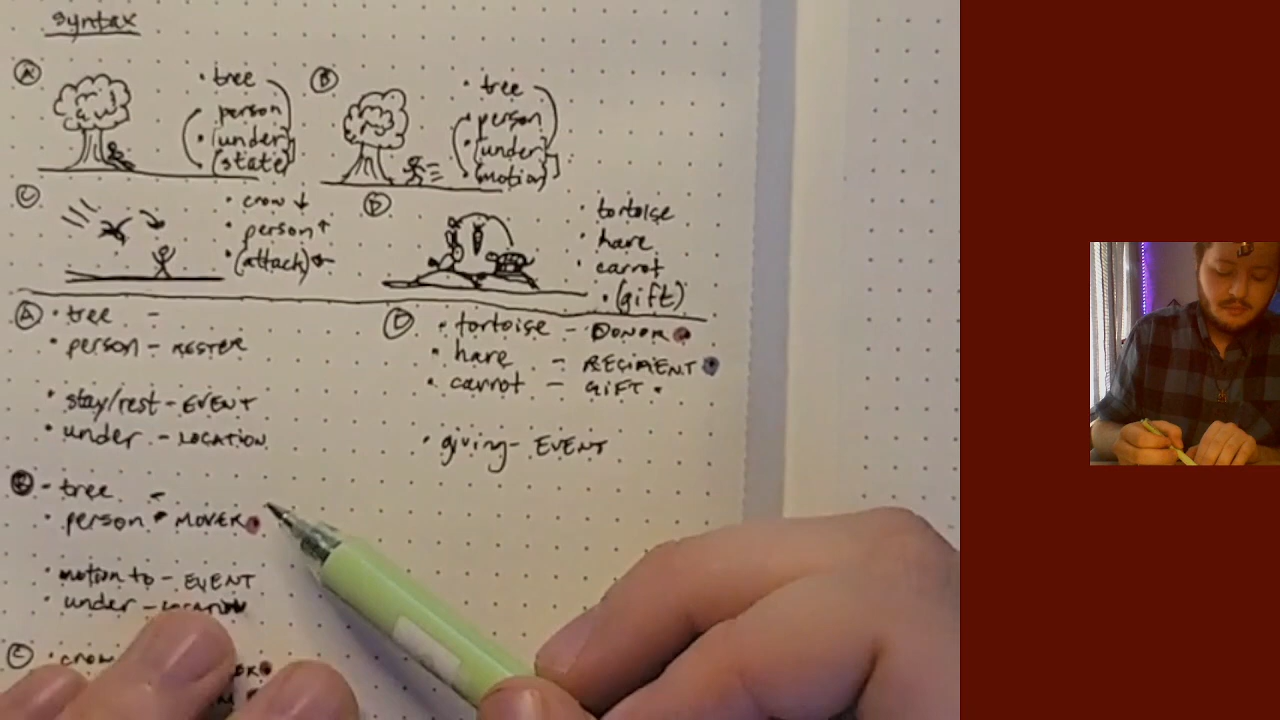 syntax
A
• tree
person
• (under)
(state)
B
• tree
• person
• (under)
• (motion)
C
• crow ↓
• person ↑
• (attack)
D
• tortoise
• hare
• carrot
• (gift)
A • tree –
• person – RESTER
• stay/rest – EVENT
• under – LOCATION
D • tortoise – DONOR
• hare – RECIPIENT
• carrot – GIFT
• giving – EVENT
B – tree –
• person – MOVER
• motion to – EVENT
• under – LOCATION
C • crow